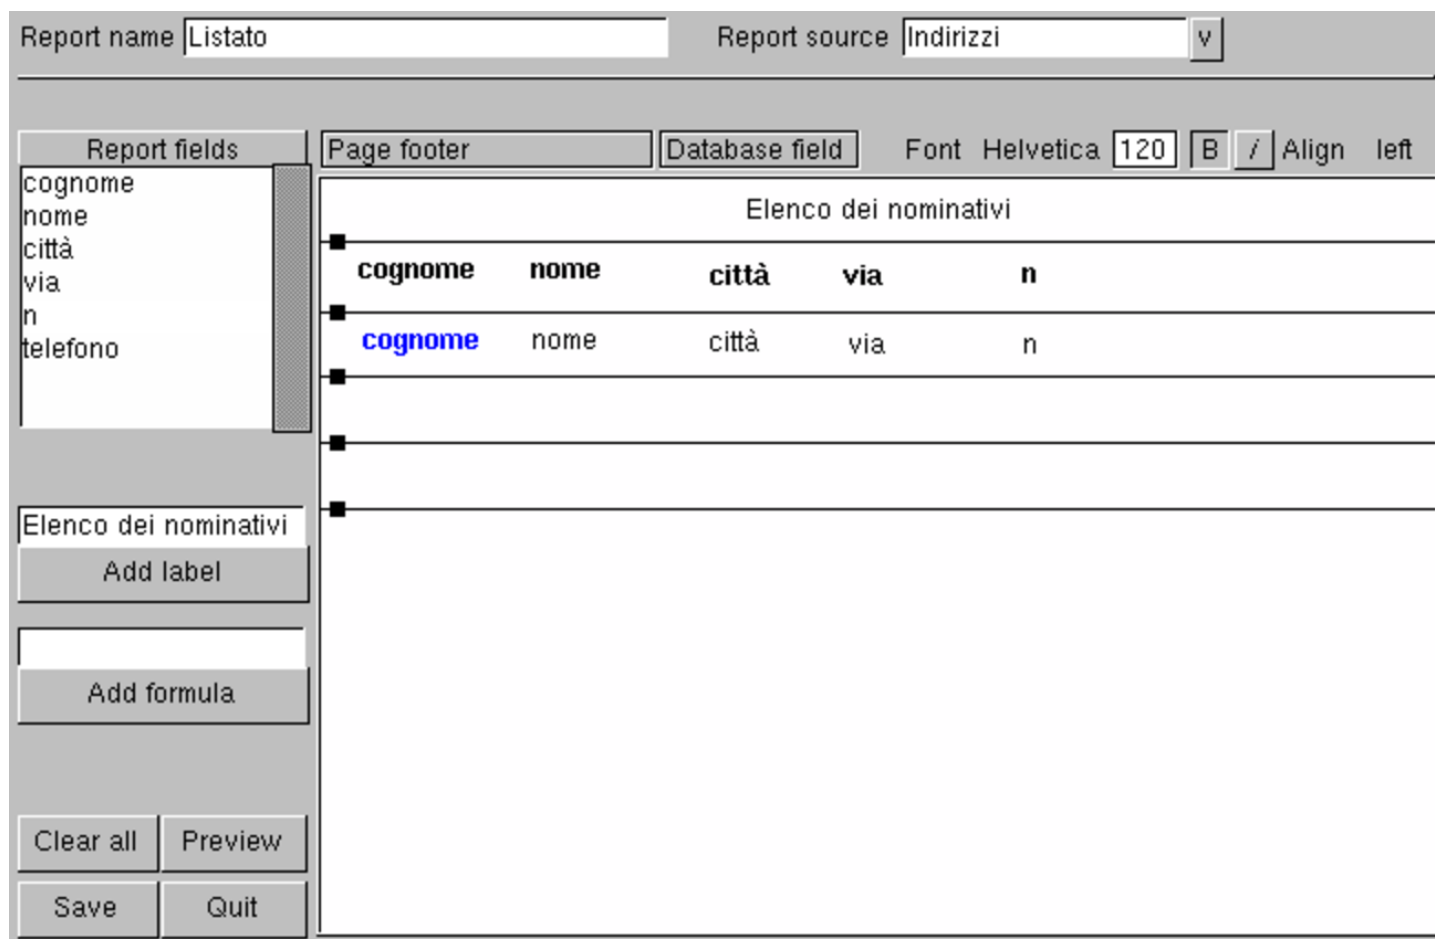 Report name Listato Report source Indirizzi v
Report fields Page footer Database field Font Helvetica 120 B i Align left
cognome
nome
città
via
n
telefono
Elenco dei nominativi
cognome nome città via n
cognome nome città via n
Elenco dei nominativi
Add label
Add formula
Clear all Preview
Save Quit